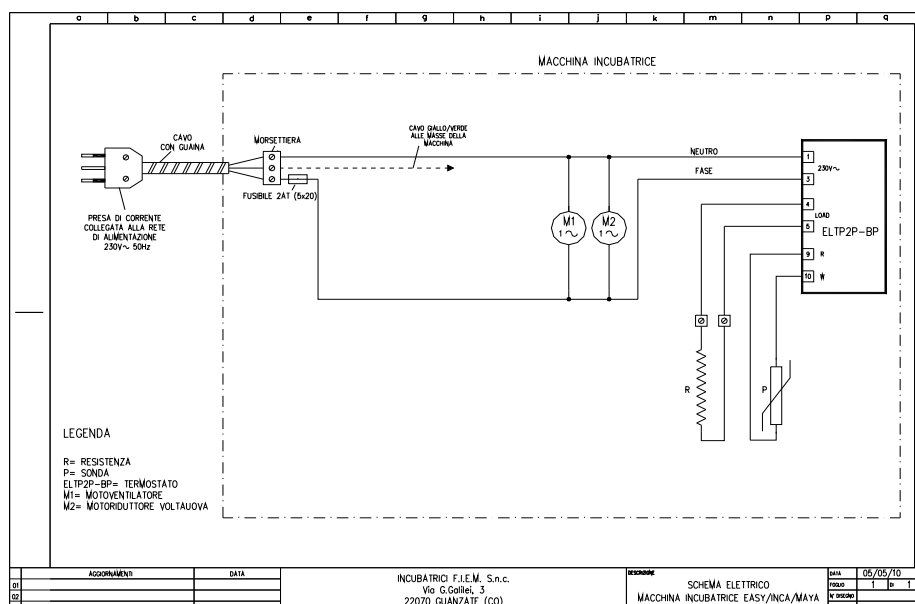 a b c d e f g h i j k m n p q
MACCHINA INCUBATRICE
CAVO
CON GUAINA
MORSETTIERA
CAVO GIALLO/VERDE
ALLE MASSE DELLA
MACCHINA
NEUTRO
FASE
FUSIBILE 2AT (5x20)
PRESA DI CORRENTE
COLLEGATA ALLA RETE
DI ALIMENTAZIONE
230V~ 50Hz
M1
1~
M2
1~
1
230V~
3
4
LOAD
5
ELTP2P-BP
9 R
10 W
R
P
LEGENDA
R= RESISTENZA
P= SONDA
ELTP2P-BP= TERMOSTATO
M1= MOTOVENTILATORE
M2= MOTORIDUTTORE VOLTAUOVA
AGGIORNAMENTI DATA
01
02
INCUBATRICI F.I.E.M. S.n.c.
Via G.Galilei, 3
22070 GUANZATE (CO)
DESCRIZIONE
SCHEMA ELETTRICO
MACCHINA INCUBATRICE EASY/INCA/MAYA
DATA 05/05/10
FOGLIO 1 DI 1
N° DISEGNO